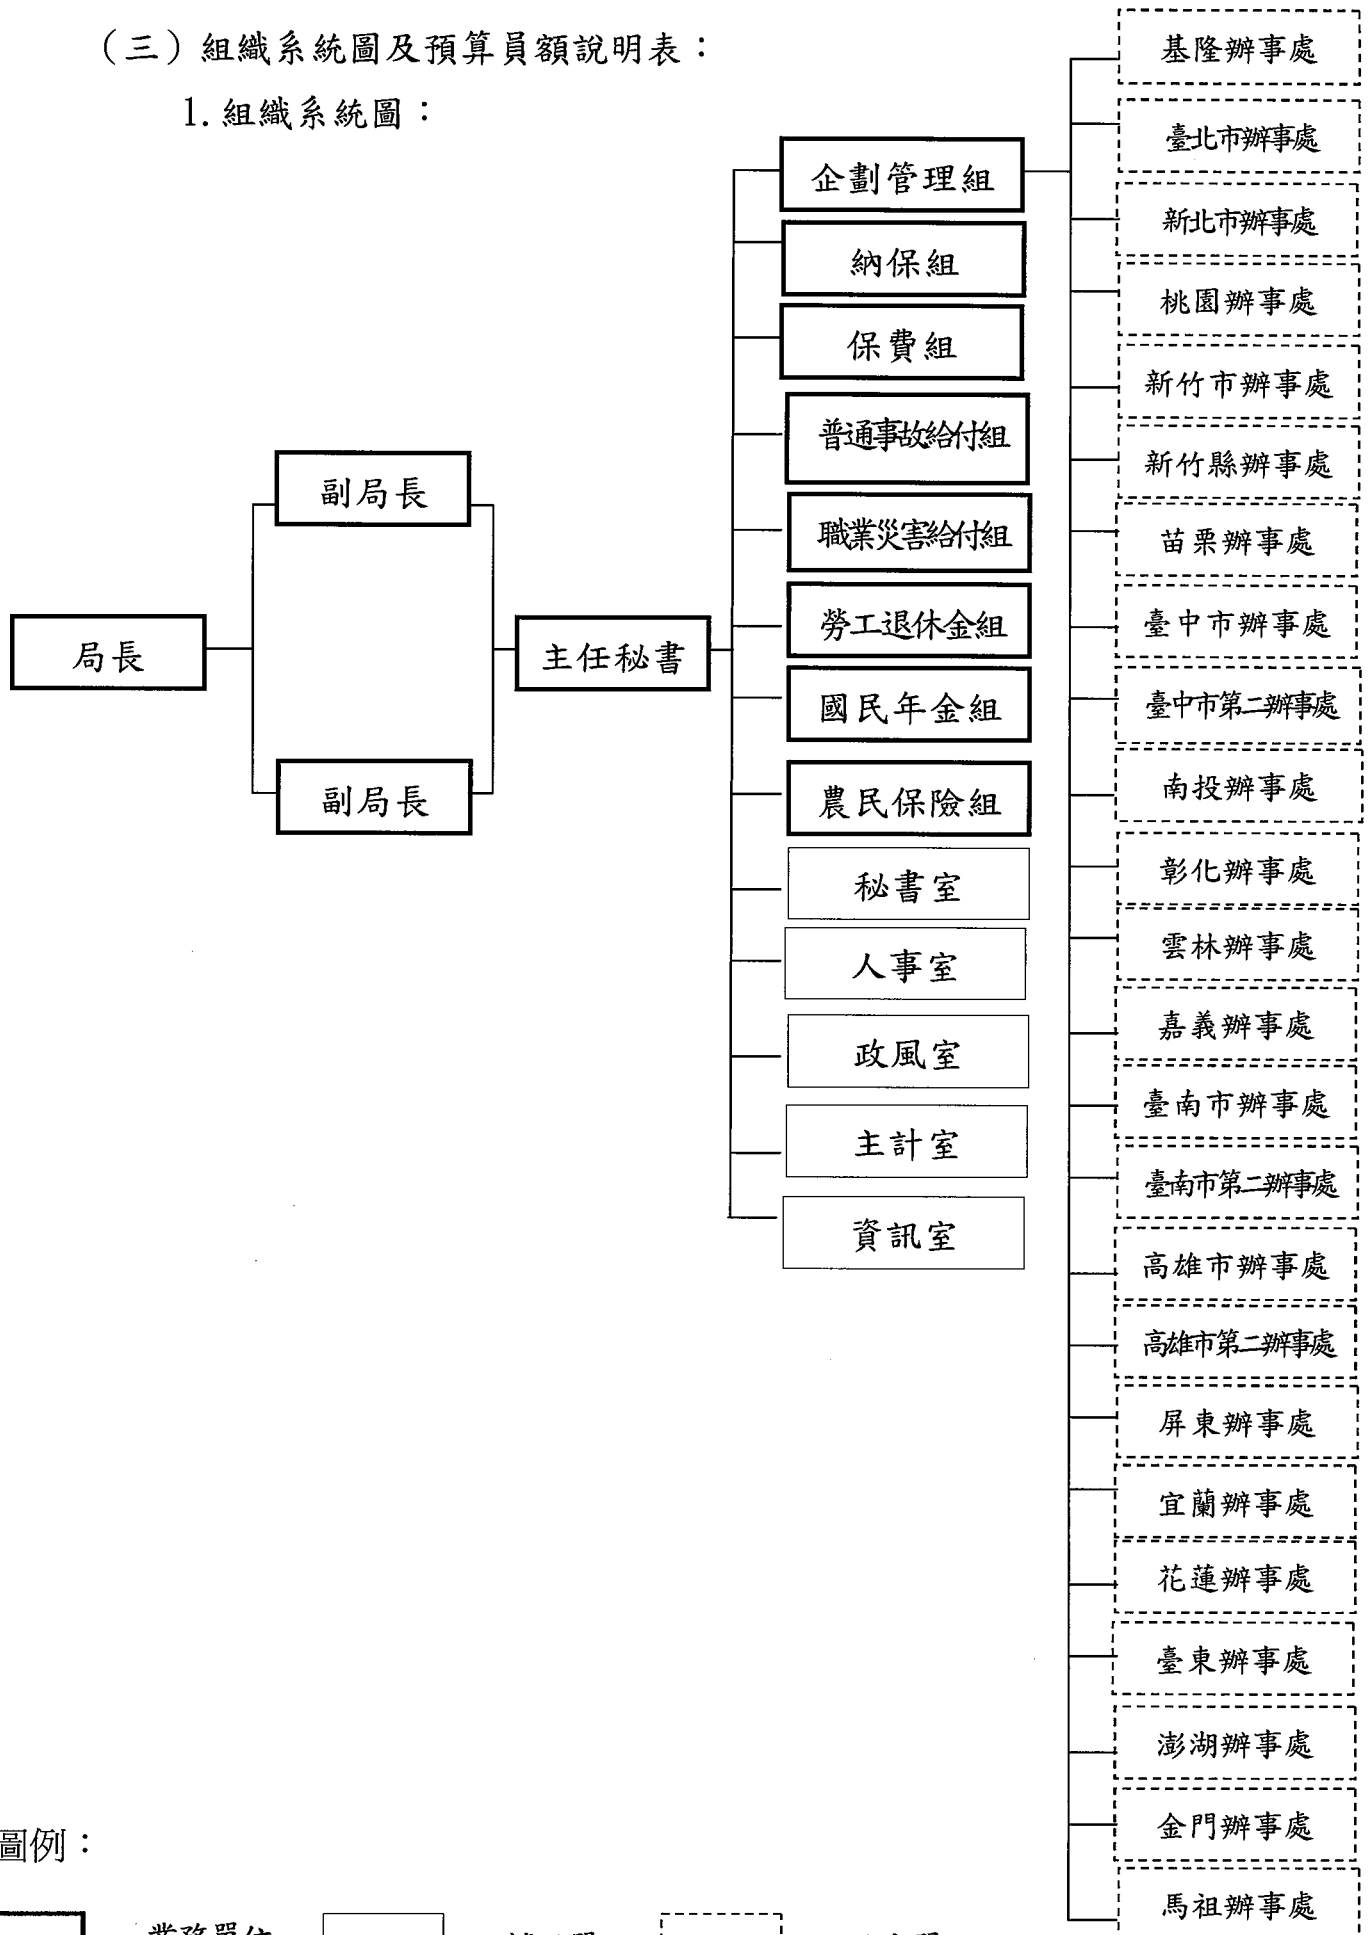 （三）組織系統圖及預算員額說明表：
1. 組織系統圖：
局長
副局長
副局長
主任秘書
企劃管理組
納保組
保費組
普通事故給付組
職業災害給付組
勞工退休金組
國民年金組
農民保險組
秘書室
人事室
政風室
主計室
資訊室
基隆辦事處
臺北市辦事處
新北市辦事處
桃園辦事處
新竹市辦事處
新竹縣辦事處
苗栗辦事處
臺中市辦事處
臺中市第二辦事處
南投辦事處
彰化辦事處
雲林辦事處
嘉義辦事處
臺南市辦事處
臺南市第二辦事處
高雄市辦事處
高雄市第二辦事處
屏東辦事處
宜蘭辦事處
花蓮辦事處
臺東辦事處
澎湖辦事處
金門辦事處
馬祖辦事處
圖例：
業務單位